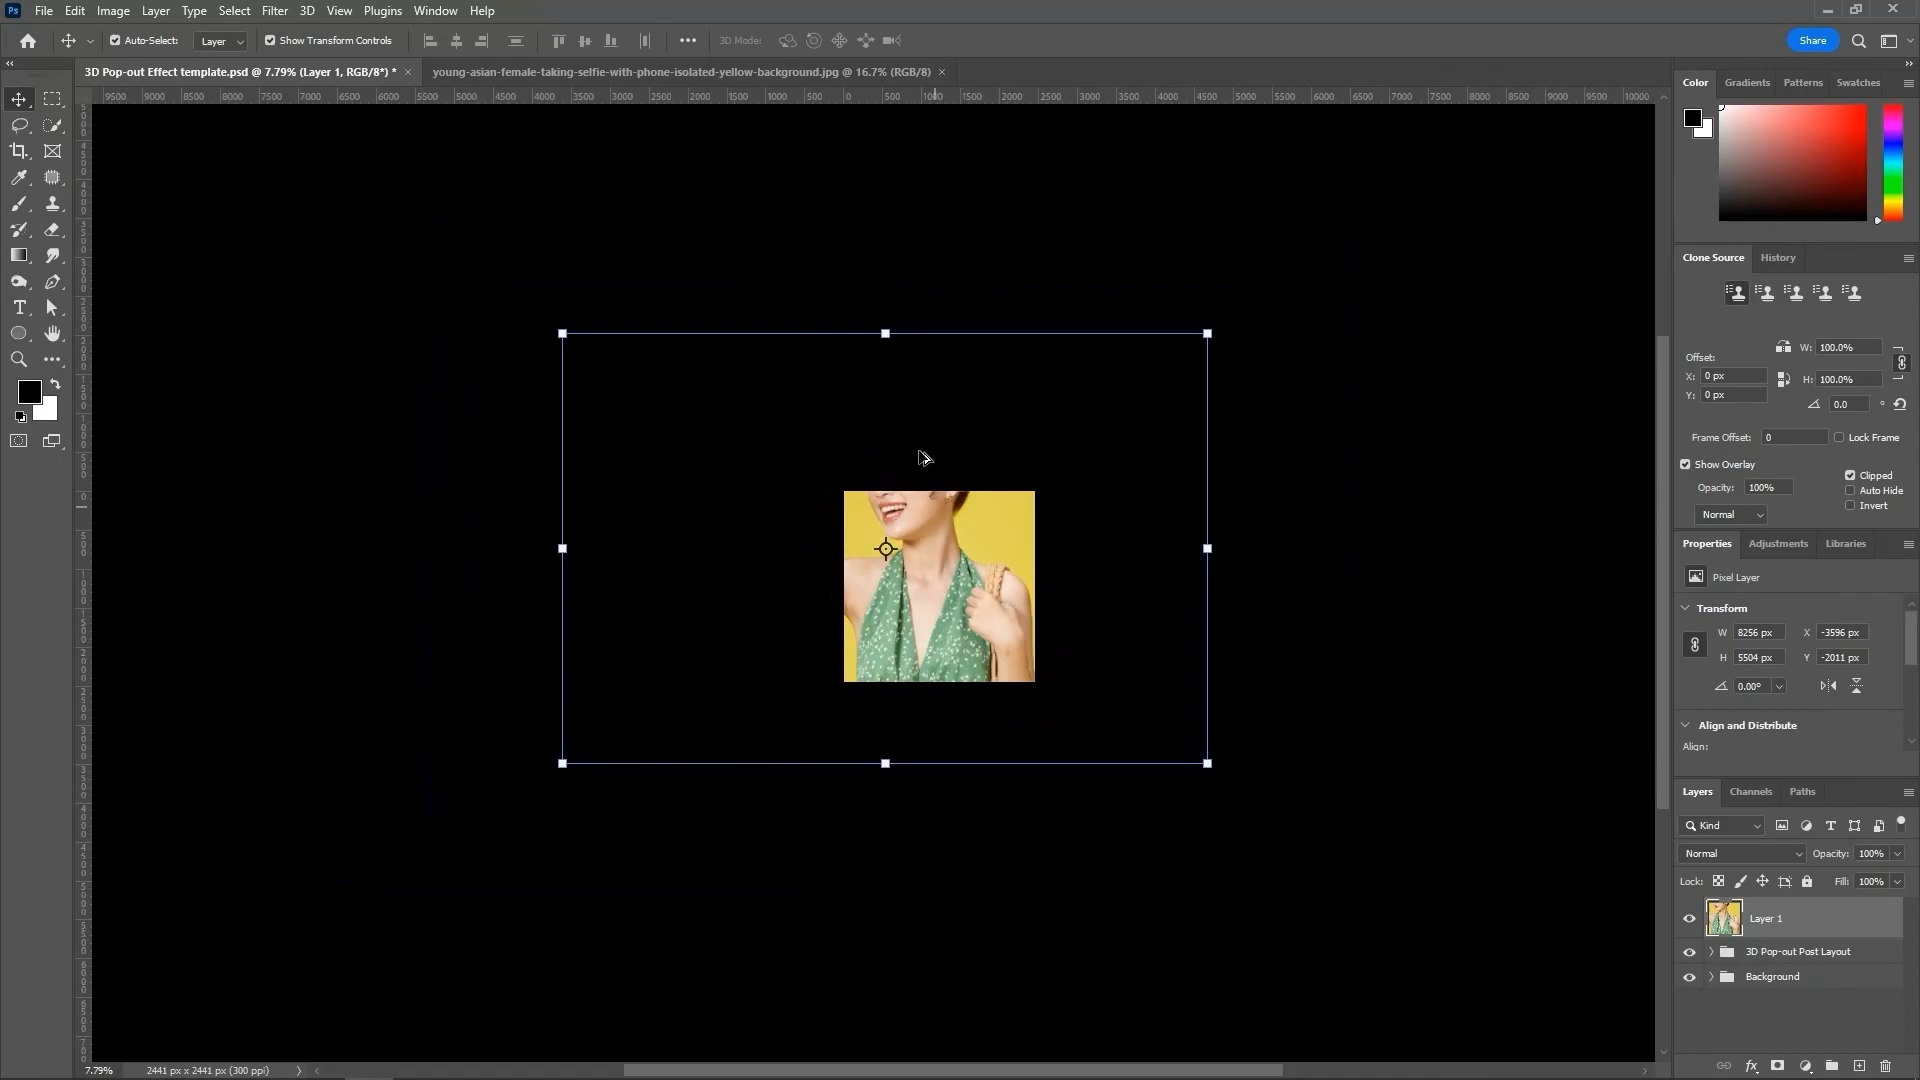 Ps File Edit Image Layer Type Select Filter 3D View Plugins Window Help
Auto-Select: Layer Show Transform Controls 3D Mode: Share
3D Pop-out Effect template.psd @ 7.79% (Layer 1, RGB/8*) * young-asian-female-taking-selfie-with-phone-isolated-yellow-background.jpg @ 16.7% (RGB/8)
9500 9000 8500 8000 7500 7000 6500 6000 5500 5000 4500 4000 3500 3000 2500 2000 1500 1000 500 0 500 1000 1500 2000 2500 3000 3500 4000 4500 5000 5500 6000 6500 7000 7500 8000 8500 9000 9500 10000
Color Gradients Patterns Swatches
Clone Source History
Offset:
W: 100.0%
X: 0 px
H: 100.0%
Y: 0 px
0.0 °
Frame Offset: 0 Lock Frame
Show Overlay
Clipped
Opacity: 100%
Auto Hide
Invert
Normal
Properties Adjustments Libraries
Pixel Layer
Transform
W 8256 px X -3596 px
H 5504 px Y -2011 px
0.00°
Align and Distribute
Align:
Layers Channels Paths
Kind
Normal Opacity: 100%
Lock: Fill: 100%
Layer 1
3D Pop-out Post Layout
Background
7.79% 2441 px x 2441 px (300 ppi)